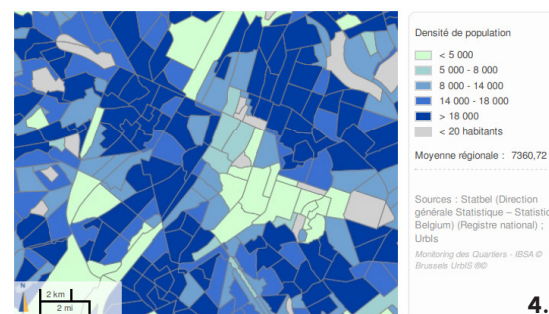 Densité de population
< 5 000
5 000 - 8 000
8 000 - 14 000
14 000 - 18 000
> 18 000
< 20 habitants
Moyenne régionale : 7360,72
Sources : Statbel (Direction
générale Statistique – Statistic
Belgium) (Registre national) ;
UrbIs
Monitoring des Quartiers - IBSA ©
Brussels UrbIS ®©
N
2 km
2 mi
4.